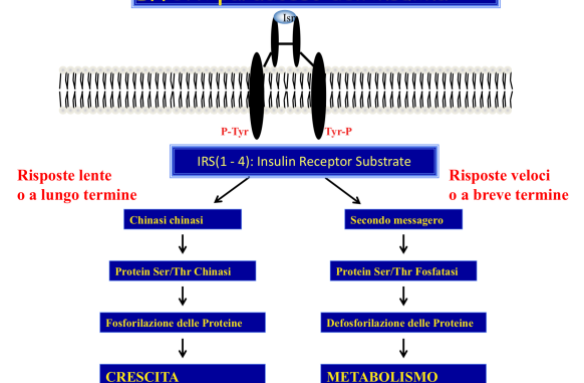 Isn
P-Tyr
Tyr-P
IRS(1 - 4): Insulin Receptor Substrate
Risposte lente
o a lungo termine
Risposte veloci
o a breve termine
Chinasi chinasi
Secondo messagero
Protein Ser/Thr Chinasi
Protein Ser/Thr Fosfatasi
Fosforilazione delle Proteine
Defosforilazione delle Proteine
CRESCITA
METABOLISMO